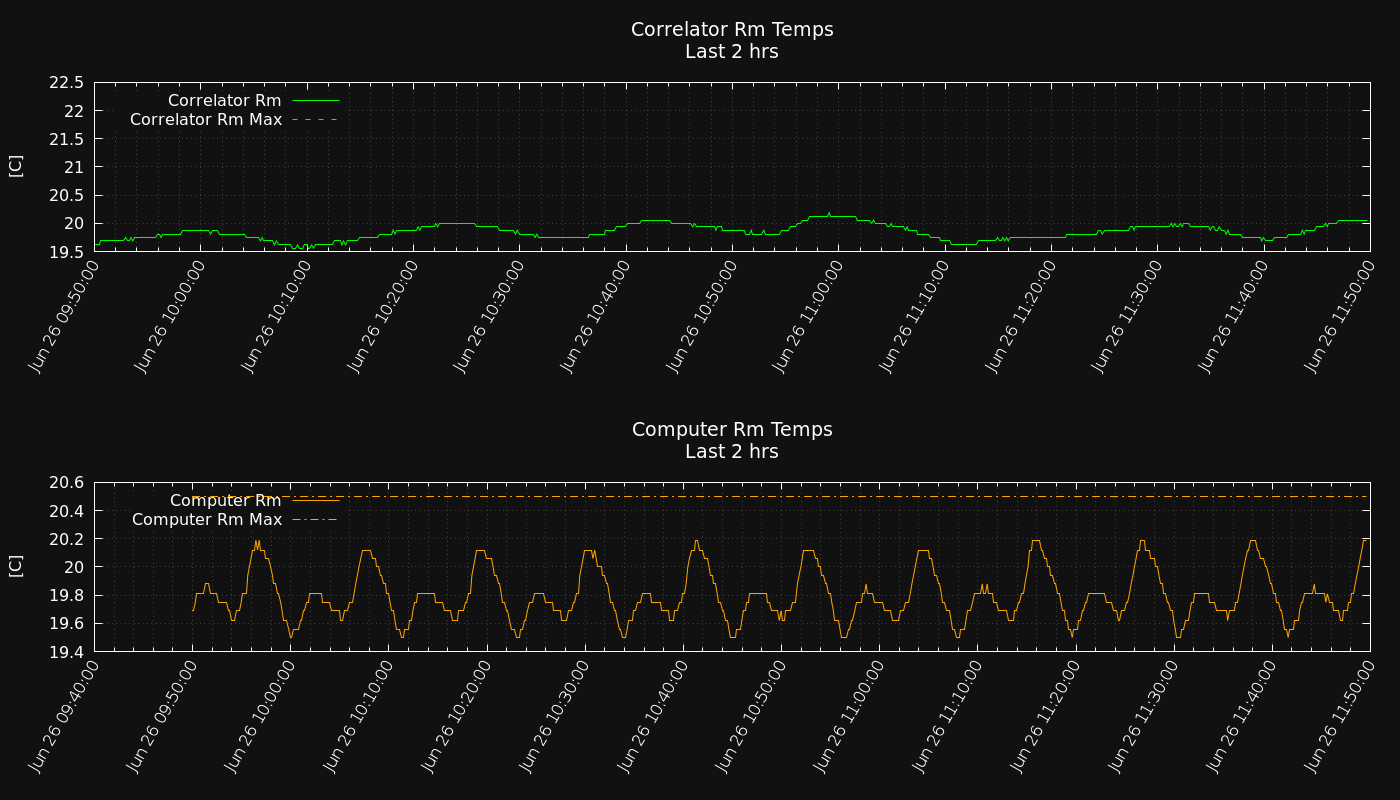 Correlator Rm Temps
Last 2 hrs
22.5
22
21.5
21
20.5
20
19.5
[C]
Correlator Rm
Correlator Rm Max
Jun 26 09:50:00
Jun 26 10:00:00
Jun 26 10:10:00
Jun 26 10:20:00
Jun 26 10:30:00
Jun 26 10:40:00
Jun 26 10:50:00
Jun 26 11:00:00
Jun 26 11:10:00
Jun 26 11:20:00
Jun 26 11:30:00
Jun 26 11:40:00
Jun 26 11:50:00
Computer Rm Temps
Last 2 hrs
20.6
20.4
20.2
20
19.8
19.6
19.4
[C]
Computer Rm
Computer Rm Max
Jun 26 09:40:00
Jun 26 09:50:00
Jun 26 10:00:00
Jun 26 10:10:00
Jun 26 10:20:00
Jun 26 10:30:00
Jun 26 10:40:00
Jun 26 10:50:00
Jun 26 11:00:00
Jun 26 11:10:00
Jun 26 11:20:00
Jun 26 11:30:00
Jun 26 11:40:00
Jun 26 11:50:00